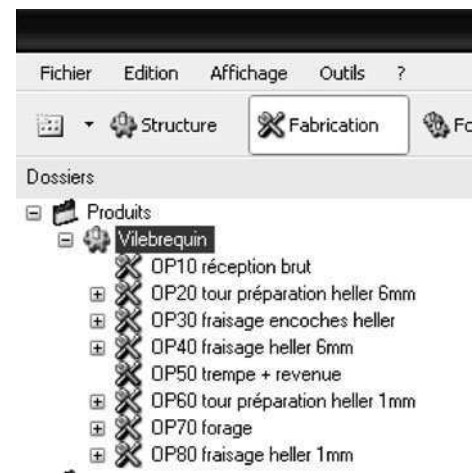 Fichier Edition Affichage Outils ?
Structure Fabrication Fo
Dossiers
Produits
Vilebrequin
OP10 réception brut
OP20 tour préparation heller 6mm
OP30 fraisage encoches heller
OP40 fraisage heller 6mm
OP50 trempe + revenue
OP60 tour préparation heller 1mm
OP70 forage
OP80 fraisage heller 1mm